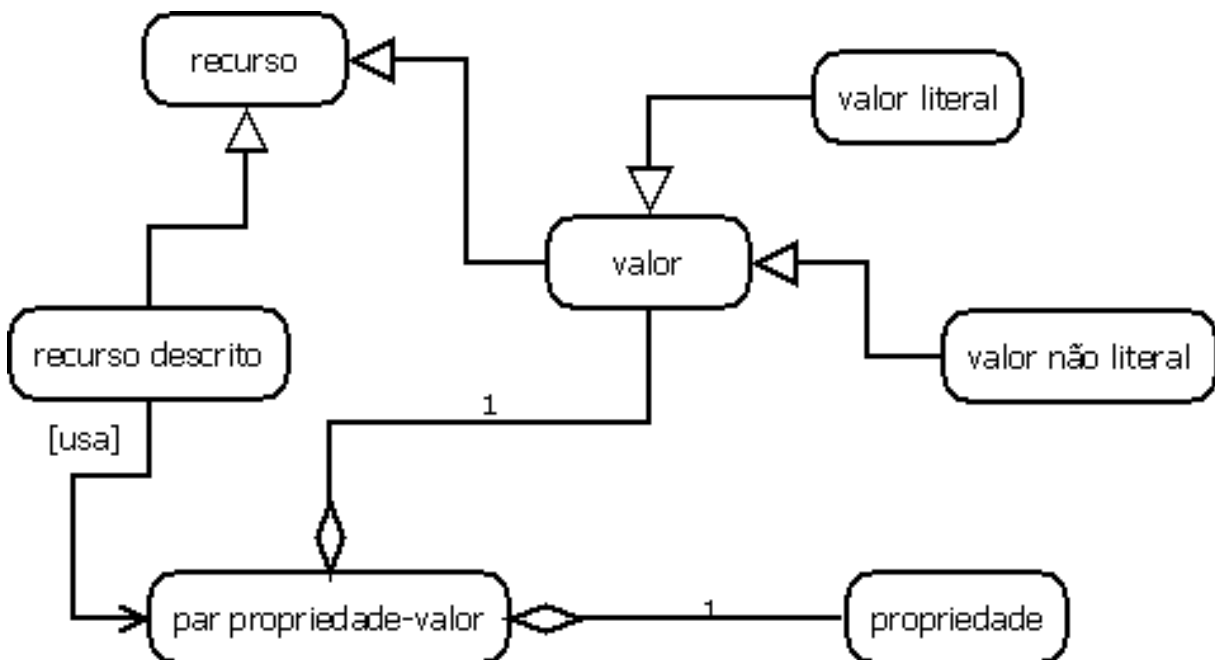 recurso
valor literal
valor
recurso descrito
valor não literal
1
[usa]
par propriedade-valor
1
propriedade